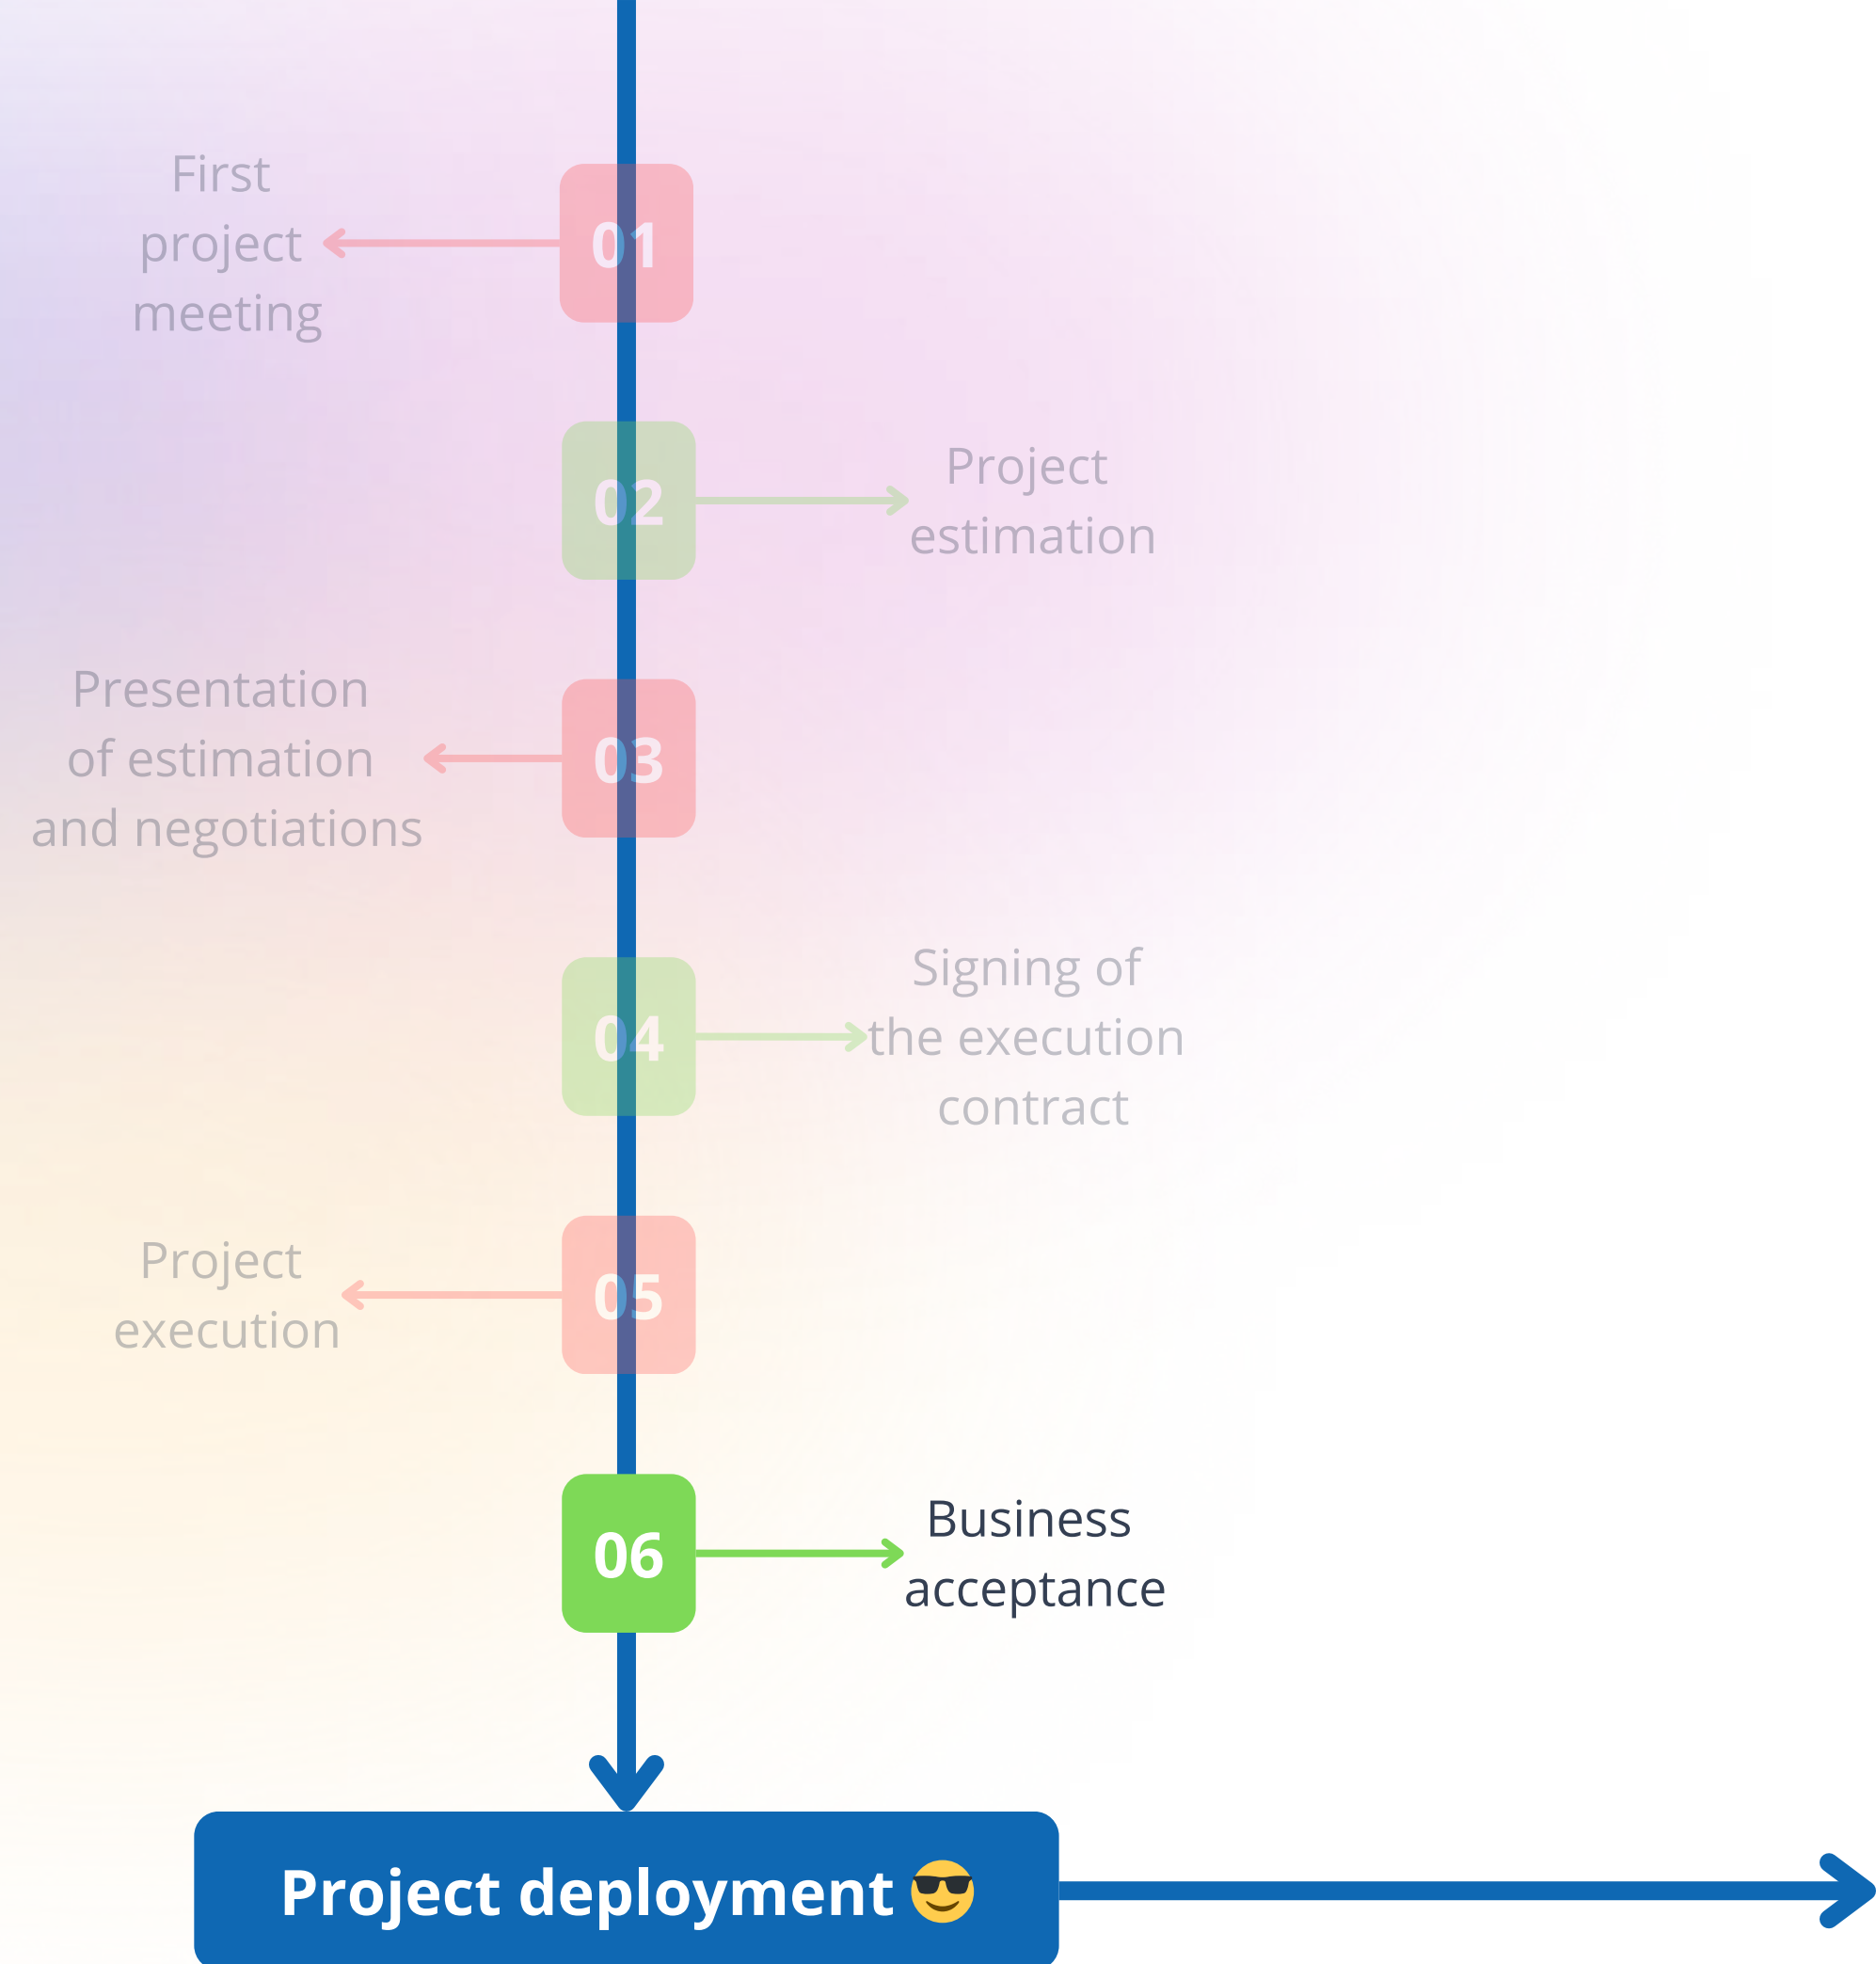 First
project
meeting
01
02
Project
estimation
Presentation
of estimation
and negotiations
03
04
Signing of
the execution
contract
Project
execution
05
06
Business
acceptance
Project deployment 😎